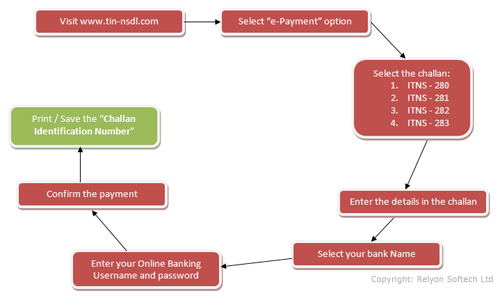 Visit www.tin-nsdl.com
Select “e-Payment” option
Select the challan:
1. ITNS - 280
2. ITNS - 281
3. ITNS - 282
4. ITNS - 283
Enter the details in the challan
Select your bank Name
Enter your Online Banking
Username and password
Confirm the payment
Print / Save the “Challan
Identification Number”
Copyright: Relyon Softech Ltd